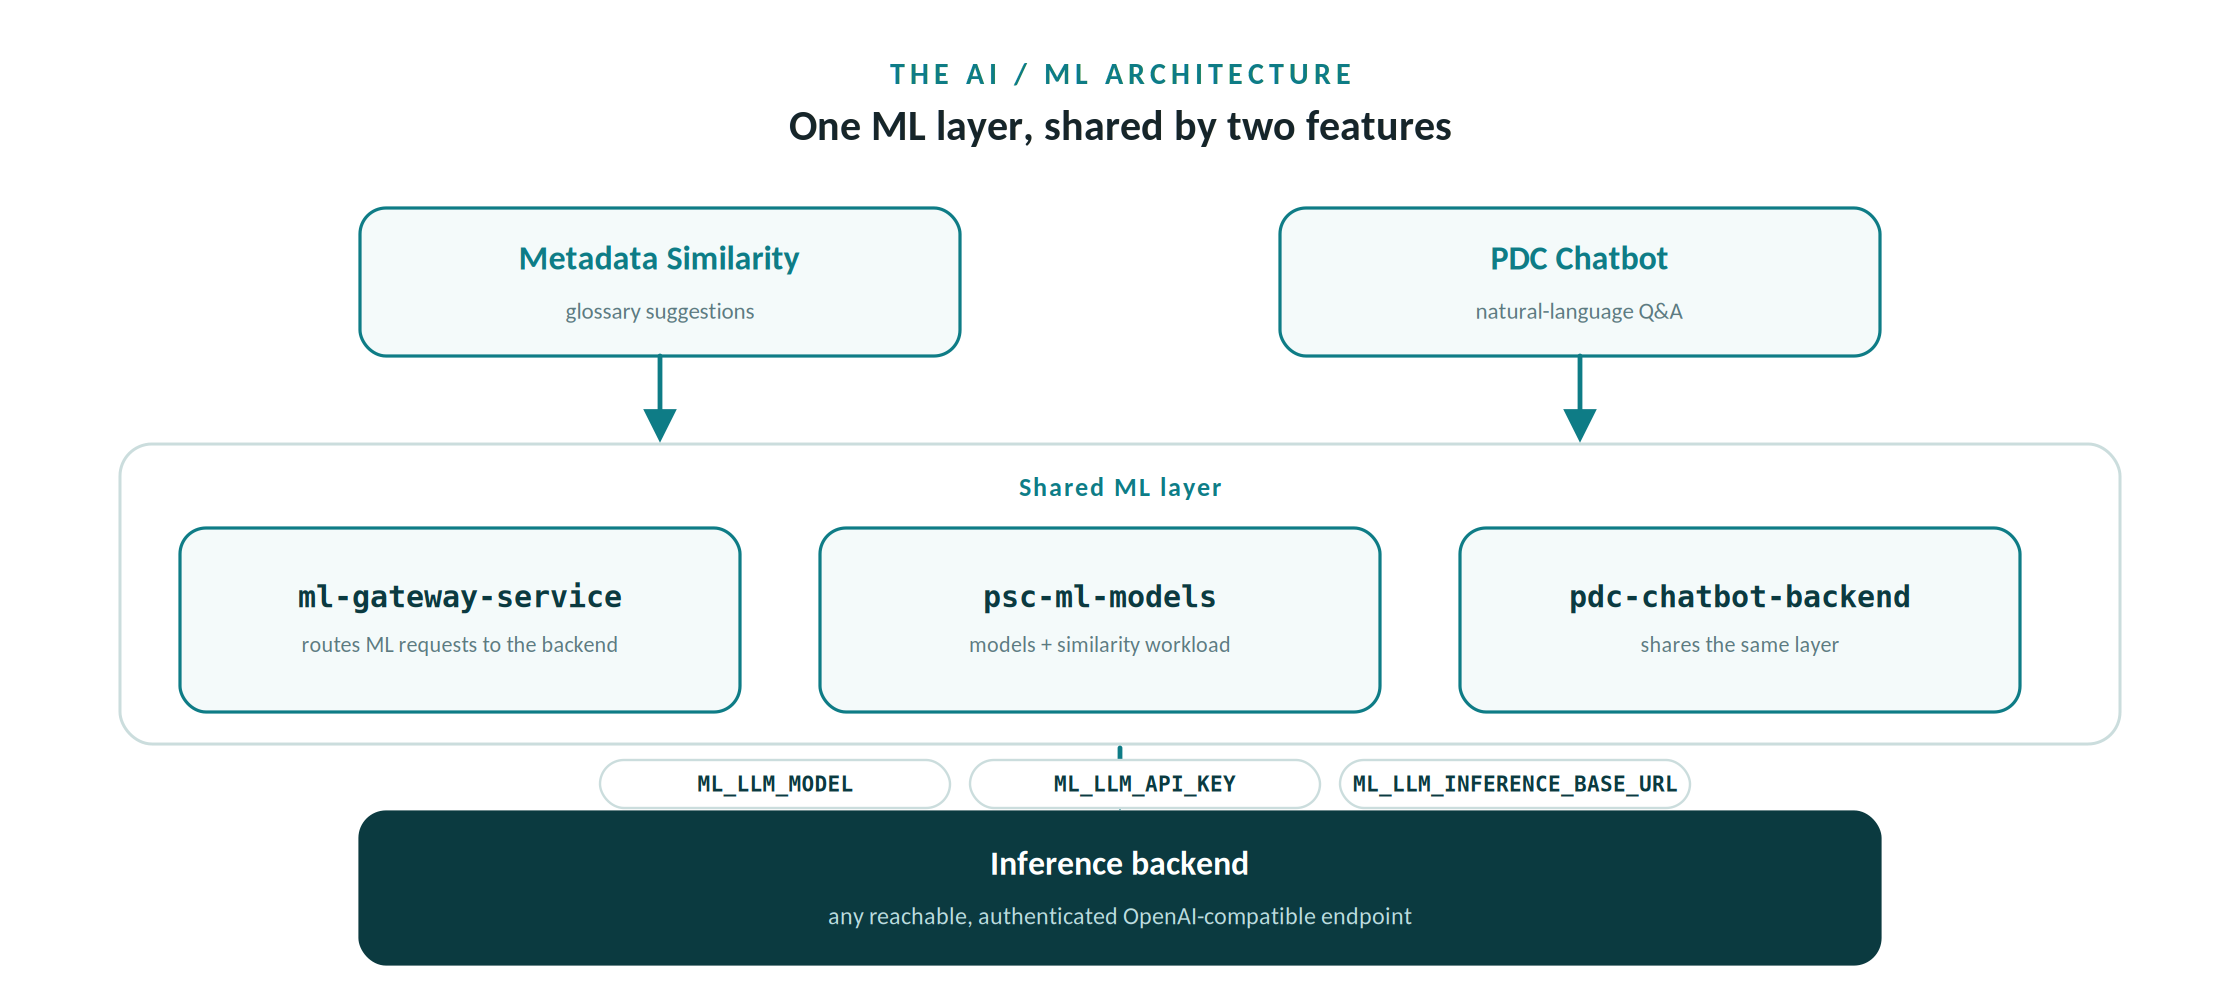 THE AI / ML ARCHITECTURE
One ML layer, shared by two features
Metadata Similarity
glossary suggestions
PDC Chatbot
natural-language Q&A
Shared ML layer
ml-gateway-service
routes ML requests to the backend
psc-ml-models
models + similarity workload
pdc-chatbot-backend
shares the same layer
ML_LLM_MODEL
ML_LLM_API_KEY
ML_LLM_INFERENCE_BASE_URL
Inference backend
any reachable, authenticated OpenAI-compatible endpoint